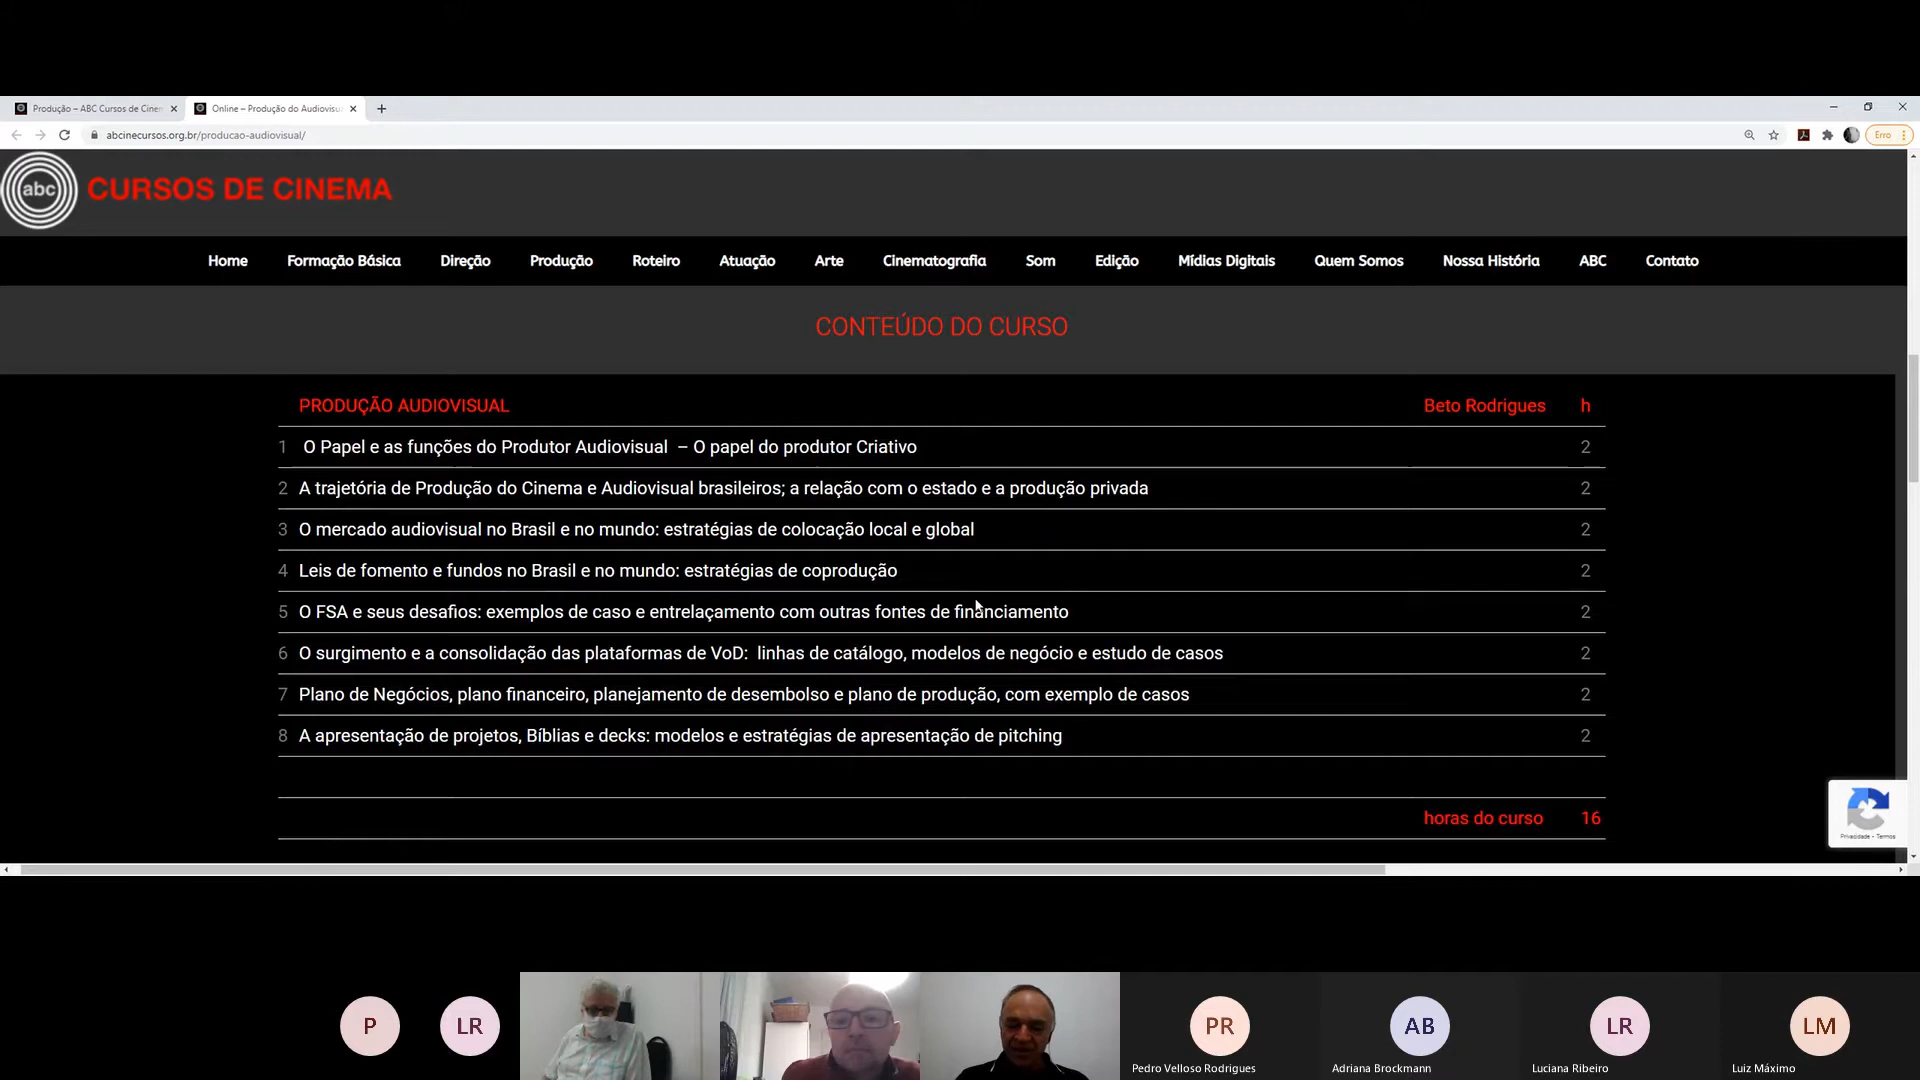 Produção – ABC Cursos de Cinem
Online – Produção do Audiovisu
abcinecursos.org.br/producao-audiovisual/
Erro
abc
CURSOS DE CINEMA
Home Formação Básica Direção Produção Roteiro Atuação Arte Cinematografia Som Edição Mídias Digitais Quem Somos Nossa História ABC Contato
CONTEÚDO DO CURSO
PRODUÇÃO AUDIOVISUAL Beto Rodrigues h
1 O Papel e as funções do Produtor Audiovisual – O papel do produtor Criativo 2
2 A trajetória de Produção do Cinema e Audiovisual brasileiros; a relação com o estado e a produção privada 2
3 O mercado audiovisual no Brasil e no mundo: estratégias de colocação local e global 2
4 Leis de fomento e fundos no Brasil e no mundo: estratégias de coprodução 2
5 O FSA e seus desafios: exemplos de caso e entrelaçamento com outras fontes de financiamento 2
6 O surgimento e a consolidação das plataformas de VoD: linhas de catálogo, modelos de negócio e estudo de casos 2
7 Plano de Negócios, plano financeiro, planejamento de desembolso e plano de produção, com exemplo de casos 2
8 A apresentação de projetos, Bíblias e decks: modelos e estratégias de apresentação de pitching 2
horas do curso 16
Privacidade - Termos
P LR PR AB LR LM
Pedro Velloso Rodrigues Adriana Brockmann Luciana Ribeiro Luiz Máximo